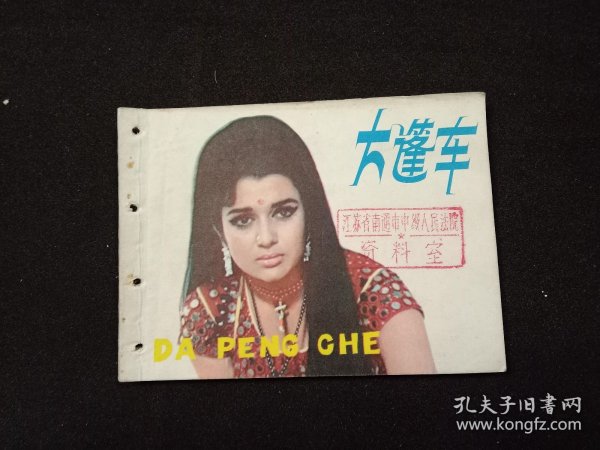 大篷车
江苏省南通市中级人民法院
资料室
DA PENG CHE
孔夫子旧书网
www.kongfz.com